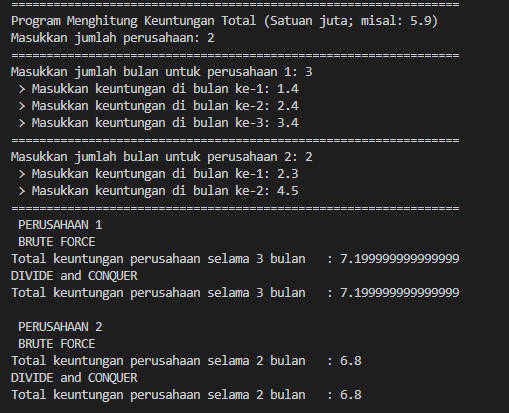 ==================================================================
Program Menghitung Keuntungan Total (Satuan juta; misal: 5.9)
Masukkan jumlah perusahaan: 2
==================================================================
Masukkan jumlah bulan untuk perusahaan 1: 3
 > Masukkan keuntungan di bulan ke-1: 1.4
 > Masukkan keuntungan di bulan ke-2: 2.4
 > Masukkan keuntungan di bulan ke-3: 3.4
==================================================================
Masukkan jumlah bulan untuk perusahaan 2: 2
 > Masukkan keuntungan di bulan ke-1: 2.3
 > Masukkan keuntungan di bulan ke-2: 4.5
==================================================================
 PERUSAHAAN 1
 BRUTE FORCE
Total keuntungan perusahaan selama 3 bulan   : 7.199999999999999
DIVIDE and CONQUER
Total keuntungan perusahaan selama 3 bulan   : 7.199999999999999

 PERUSAHAAN 2
 BRUTE FORCE
Total keuntungan perusahaan selama 2 bulan   : 6.8
DIVIDE and CONQUER
Total keuntungan perusahaan selama 2 bulan   : 6.8